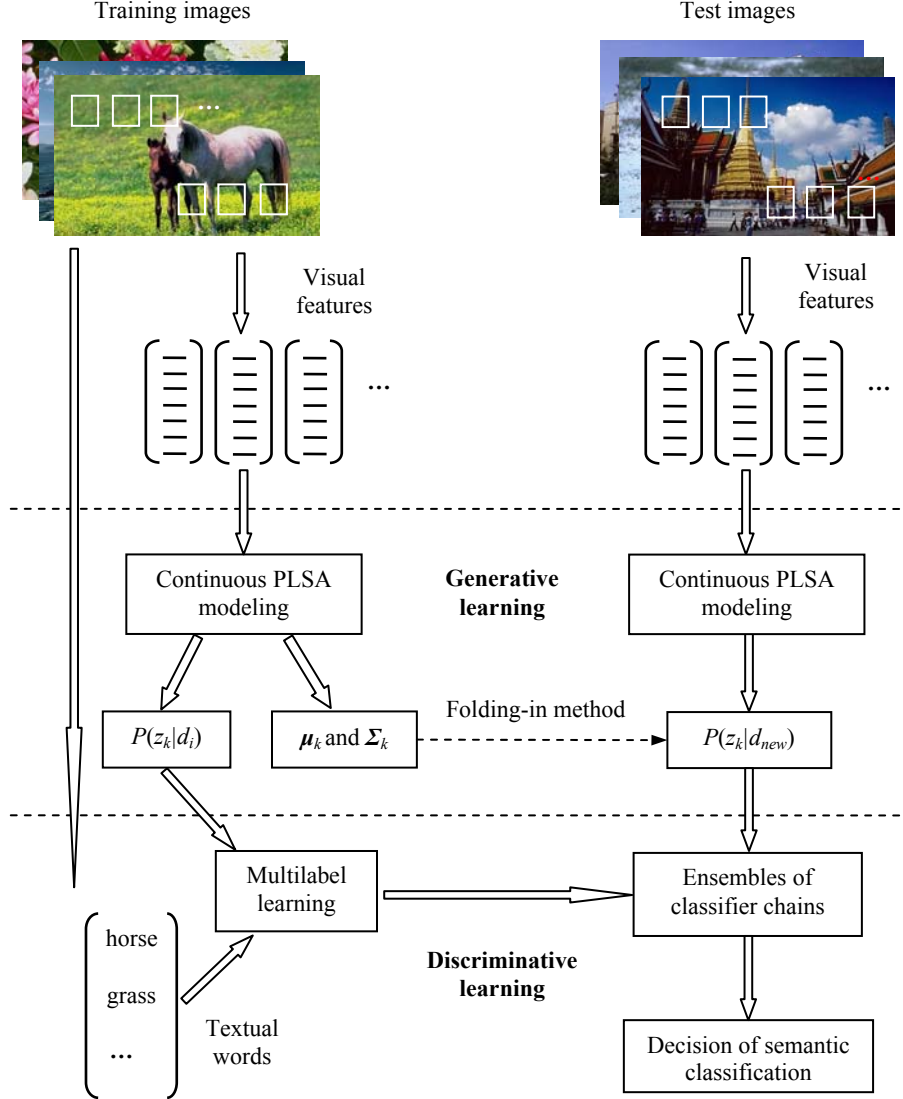 Training images
Test images
...
...
Visual
features
Visual
features
...
...
Continuous PLSA
modeling
Generative
learning
Continuous PLSA
modeling
P(z_k|d_i)
μ_k and Σ_k
Folding-in method
P(z_k|d_new)
Multilabel
learning
Ensembles of
classifier chains
horse
grass
...
Textual
words
Discriminative
learning
Decision of semantic
classification